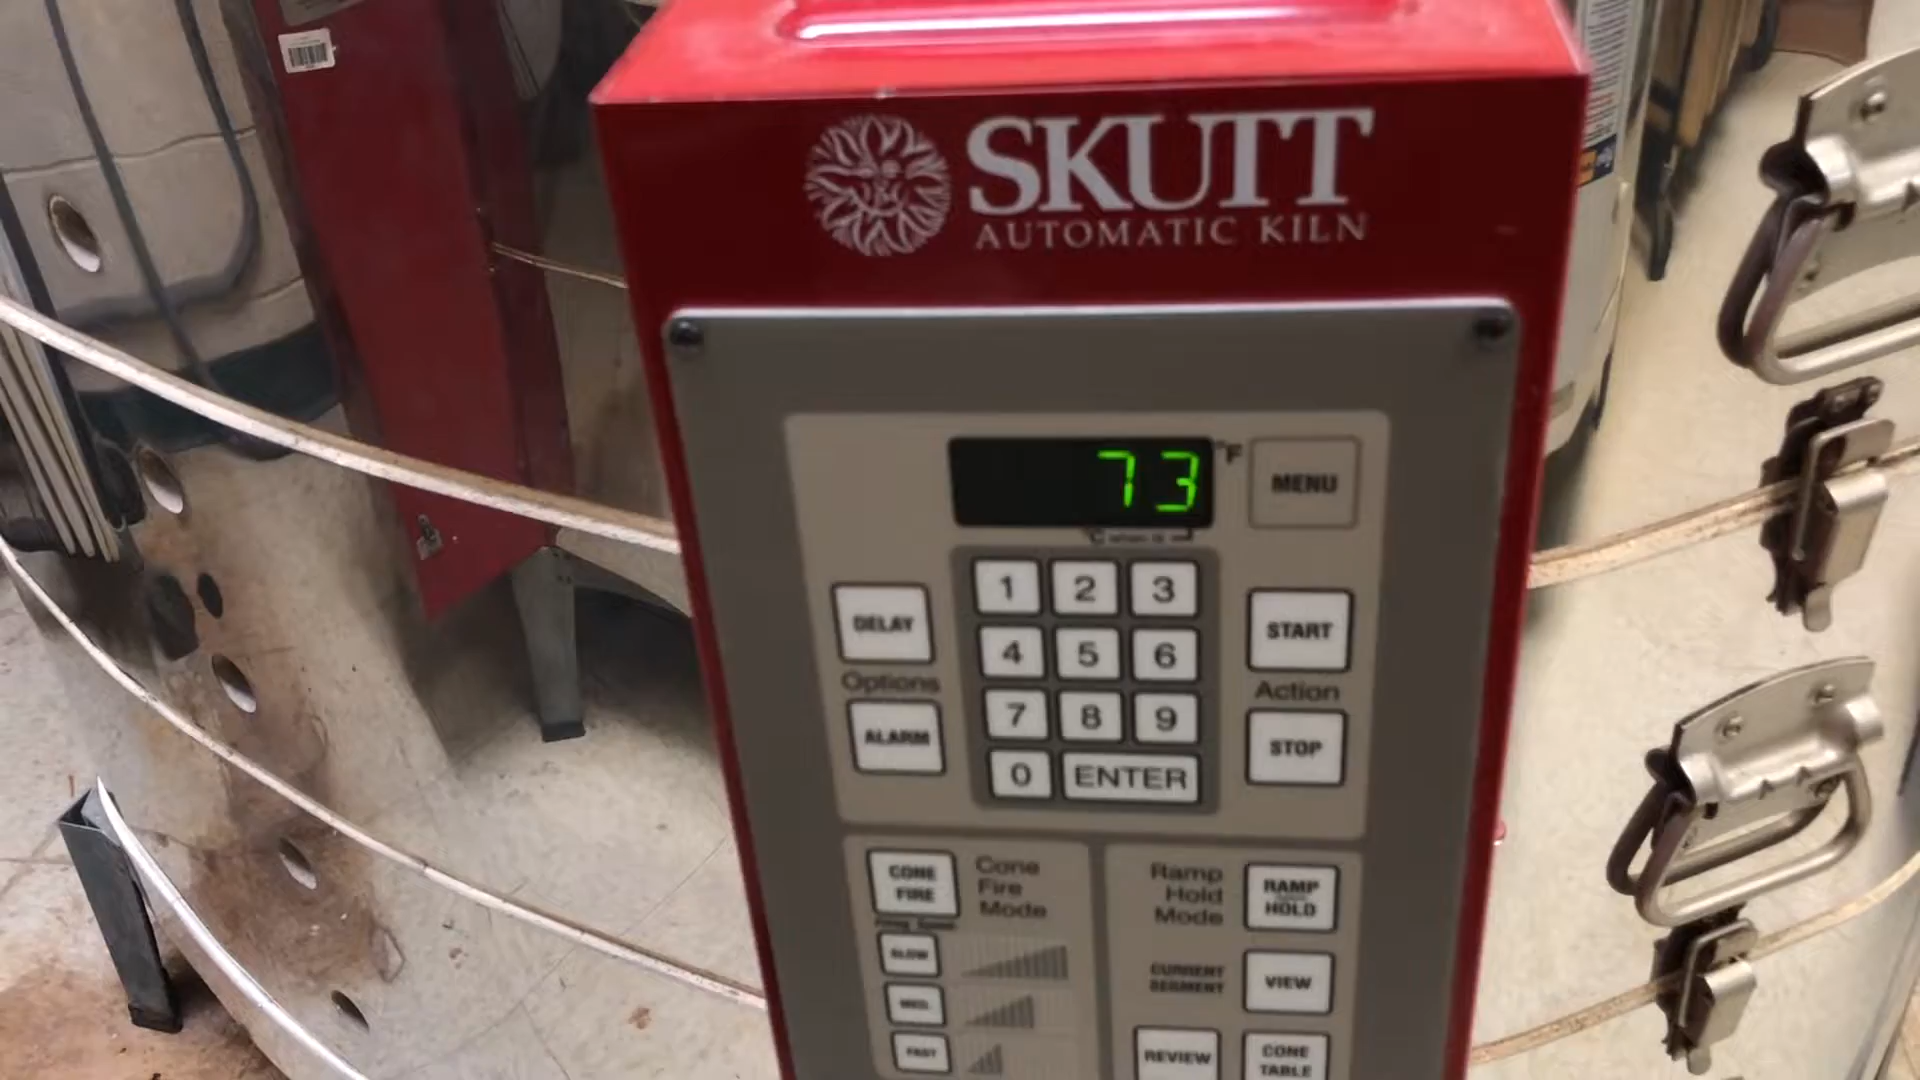 SKUTT
AUTOMATIC KILN
73
°F
MENU
°C
1 2 3
DELAY
START
4 5 6
Options
Action
7 8 9
ALARM
STOP
0 ENTER
CONE
FIRE
Cone
Fire
Mode
Ramp
Hold
Mode
RAMP
HOLD
SLOW
MED.
FAST
CURRENT
SEGMENT
VIEW
REVIEW
CONE
TABLE